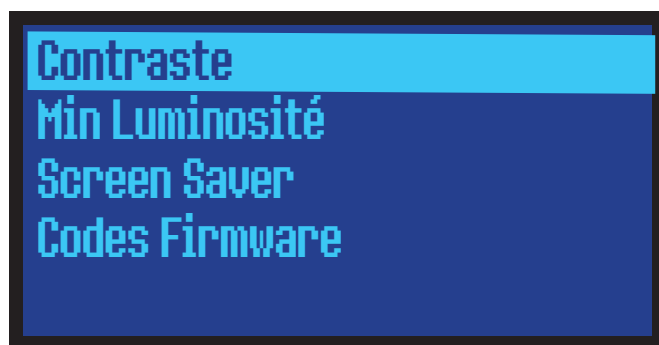 Contraste
Min Luminosité
Screen Saver
Codes Firmware